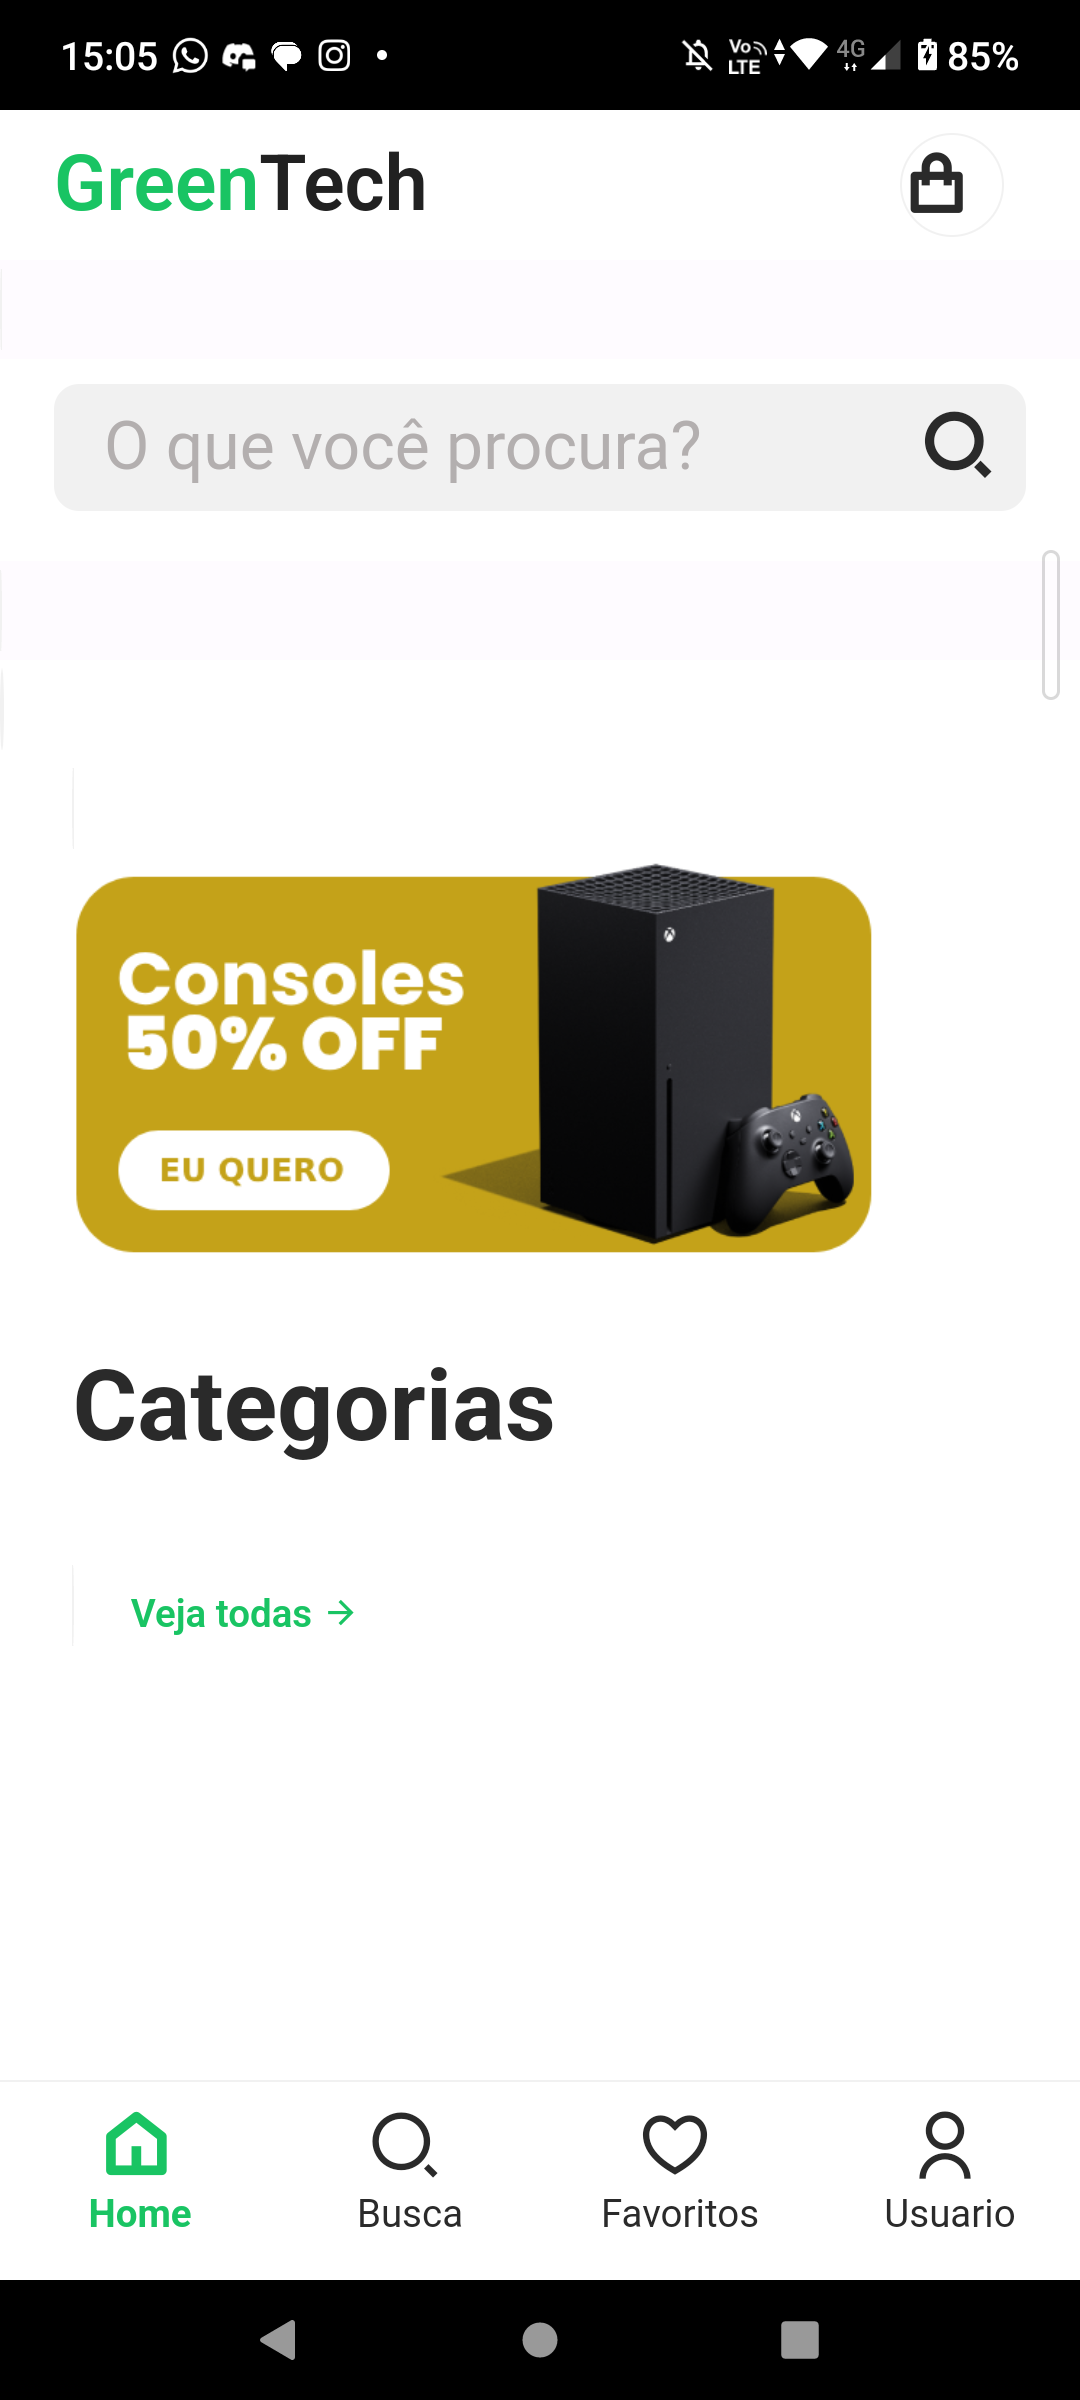 15:05
Vo LTE 4G 85%
GreenTech
O que você procura?
Consoles
50% OFF
EU QUERO
Categorias
Veja todas →
Home Busca Favoritos Usuario